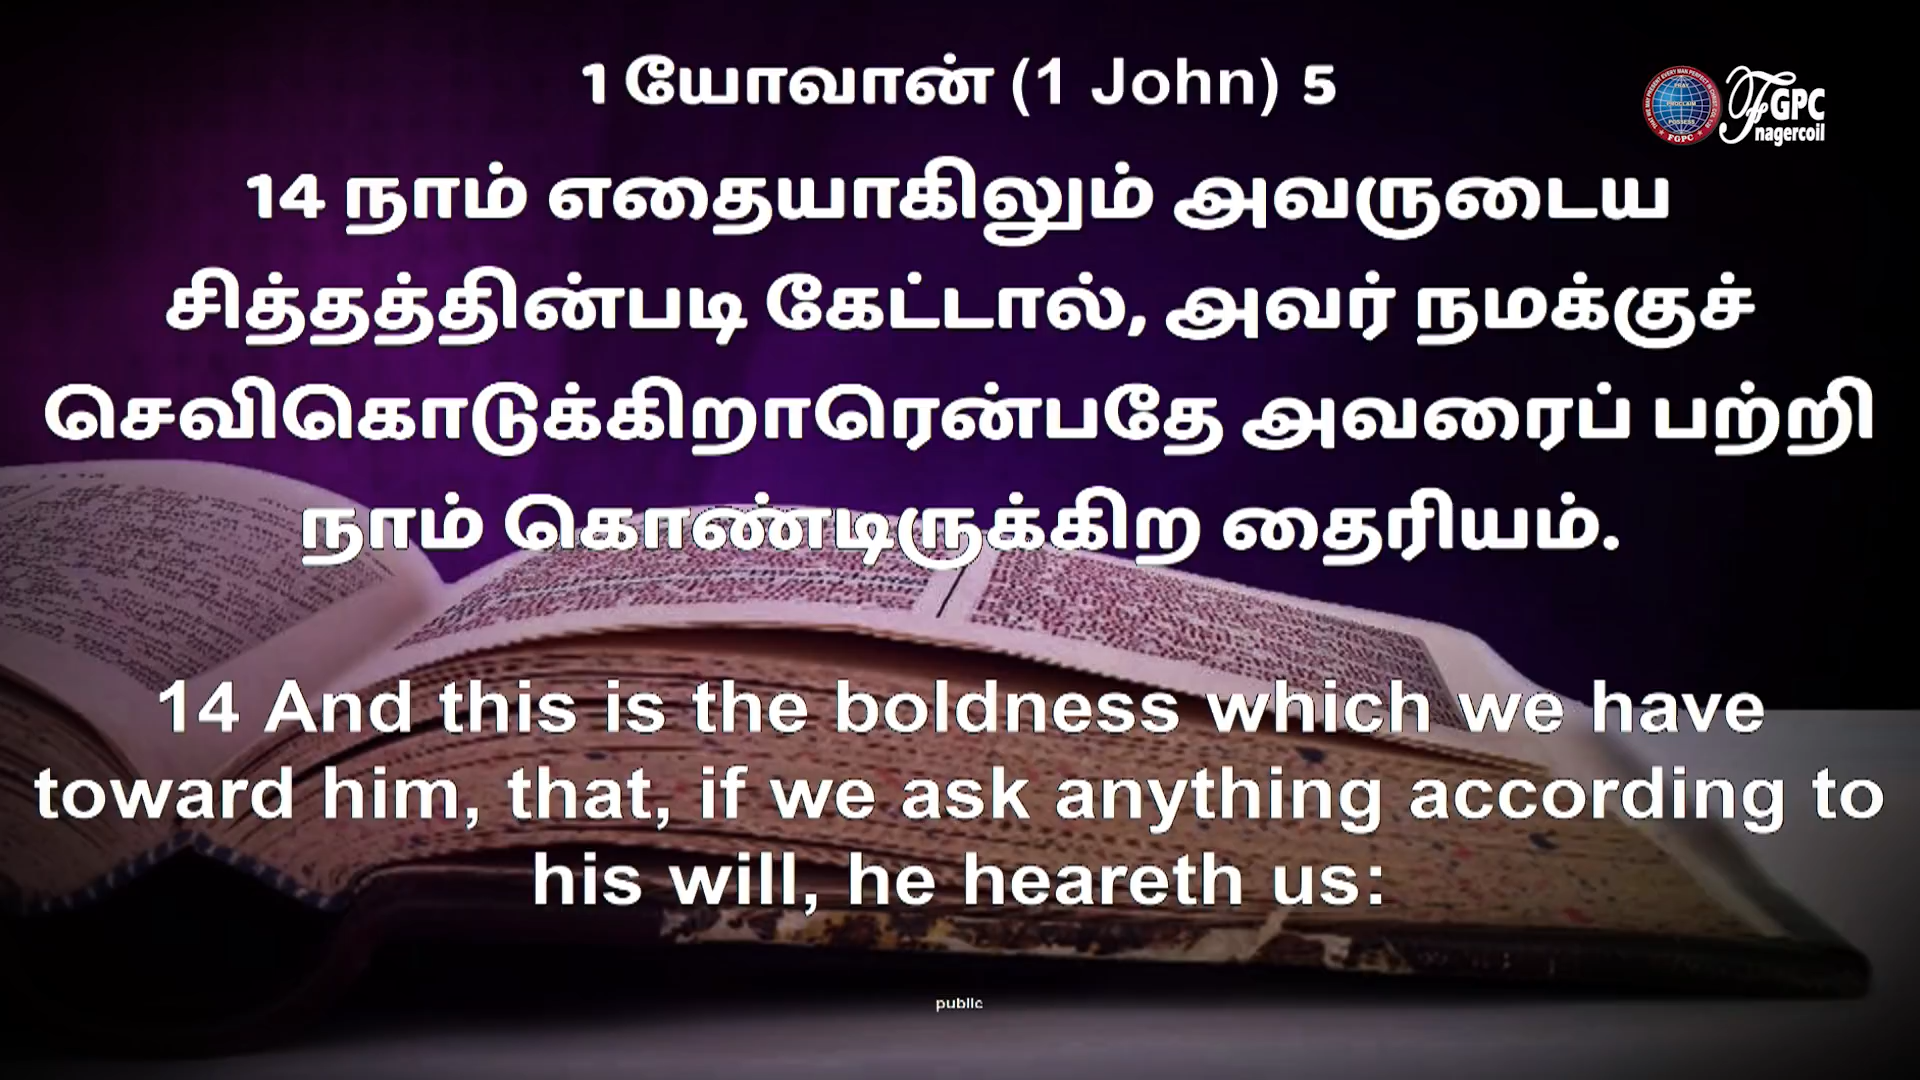 1 யோவான் (1 John) 5
FGPC
nagercoil
14 நாம் எதையாகிலும் அவருடைய
சித்தத்தின்படி கேட்டால், அவர் நமக்குச்
செவிகொடுக்கிறாரென்பதே அவரைப் பற்றி
நாம் கொண்டிருக்கிற தைரியம்.
14 And this is the boldness which we have
toward him, that, if we ask anything according to
his will, he heareth us:
public